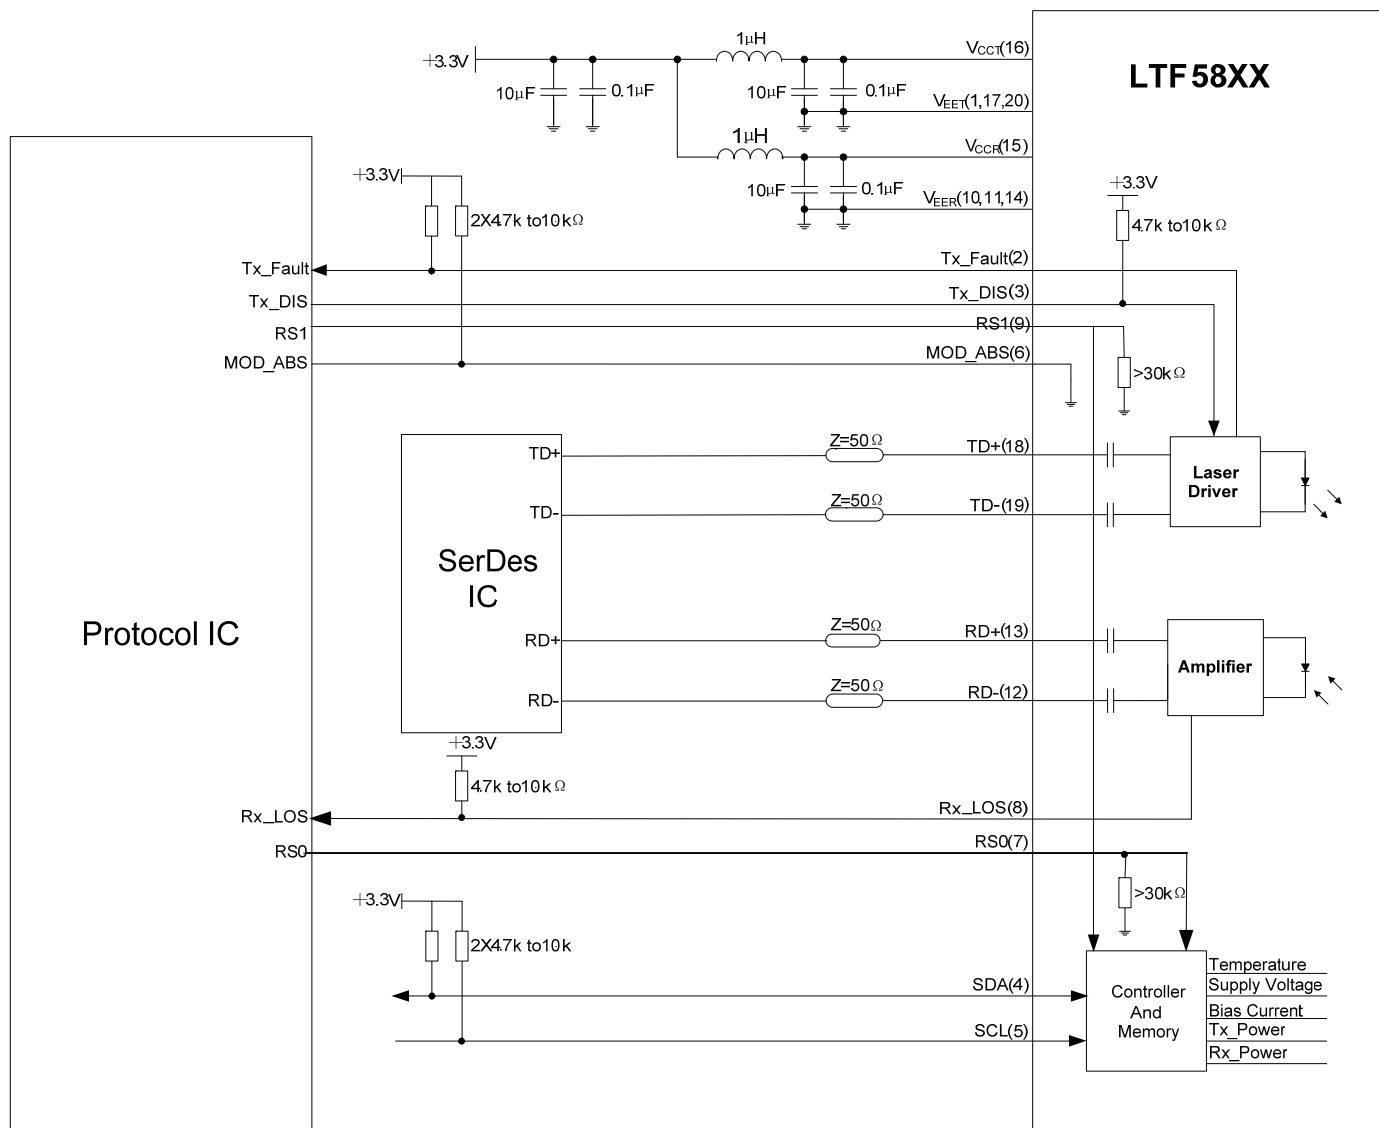 1μH
VCCT(16)
+3.3V
LTF 58XX
10μF
0.1μF
10μF
0.1μF
VEET(1,17,20)
1μH
VCCR(15)
+3.3V
10μF
0.1μF
VEER(10,11,14)
+3.3V
2X4.7k to10kΩ
4.7k to10kΩ
Tx_Fault
Tx_Fault(2)
Tx_DIS
Tx_DIS(3)
RS1
RS1(9)
MOD_ABS
MOD_ABS(6)
>30kΩ
TD+
Z=50Ω
TD+(18)
Laser
Driver
TD-
Z=50Ω
TD-(19)
SerDes
IC
Protocol IC
RD+
Z=50Ω
RD+(13)
Amplifier
RD-
Z=50Ω
RD-(12)
+3.3V
4.7k to10kΩ
Rx_LOS
Rx_LOS(8)
RS0
RS0(7)
+3.3V
>30kΩ
2X4.7k to10k
SDA(4)
SCL(5)
Controller
And
Memory
Temperature
Supply Voltage
Bias Current
Tx_Power
Rx_Power